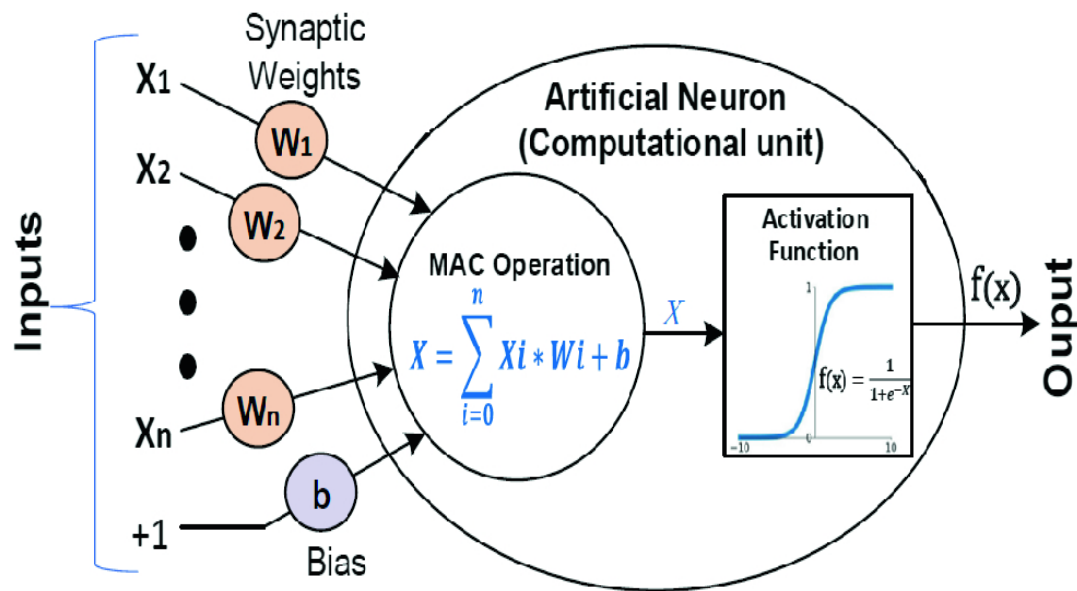 Inputs
Synaptic
Weights
X1
W1
X2
W2
Xn
Wn
+1
b
Bias
Artificial Neuron
(Computational unit)
MAC Operation
n
X = ∑ Xi * Wi + b
i=0
X
Activation
Function
1
f(x) = 1/1+e^-X
0
-10
10
f(x)
Ouput